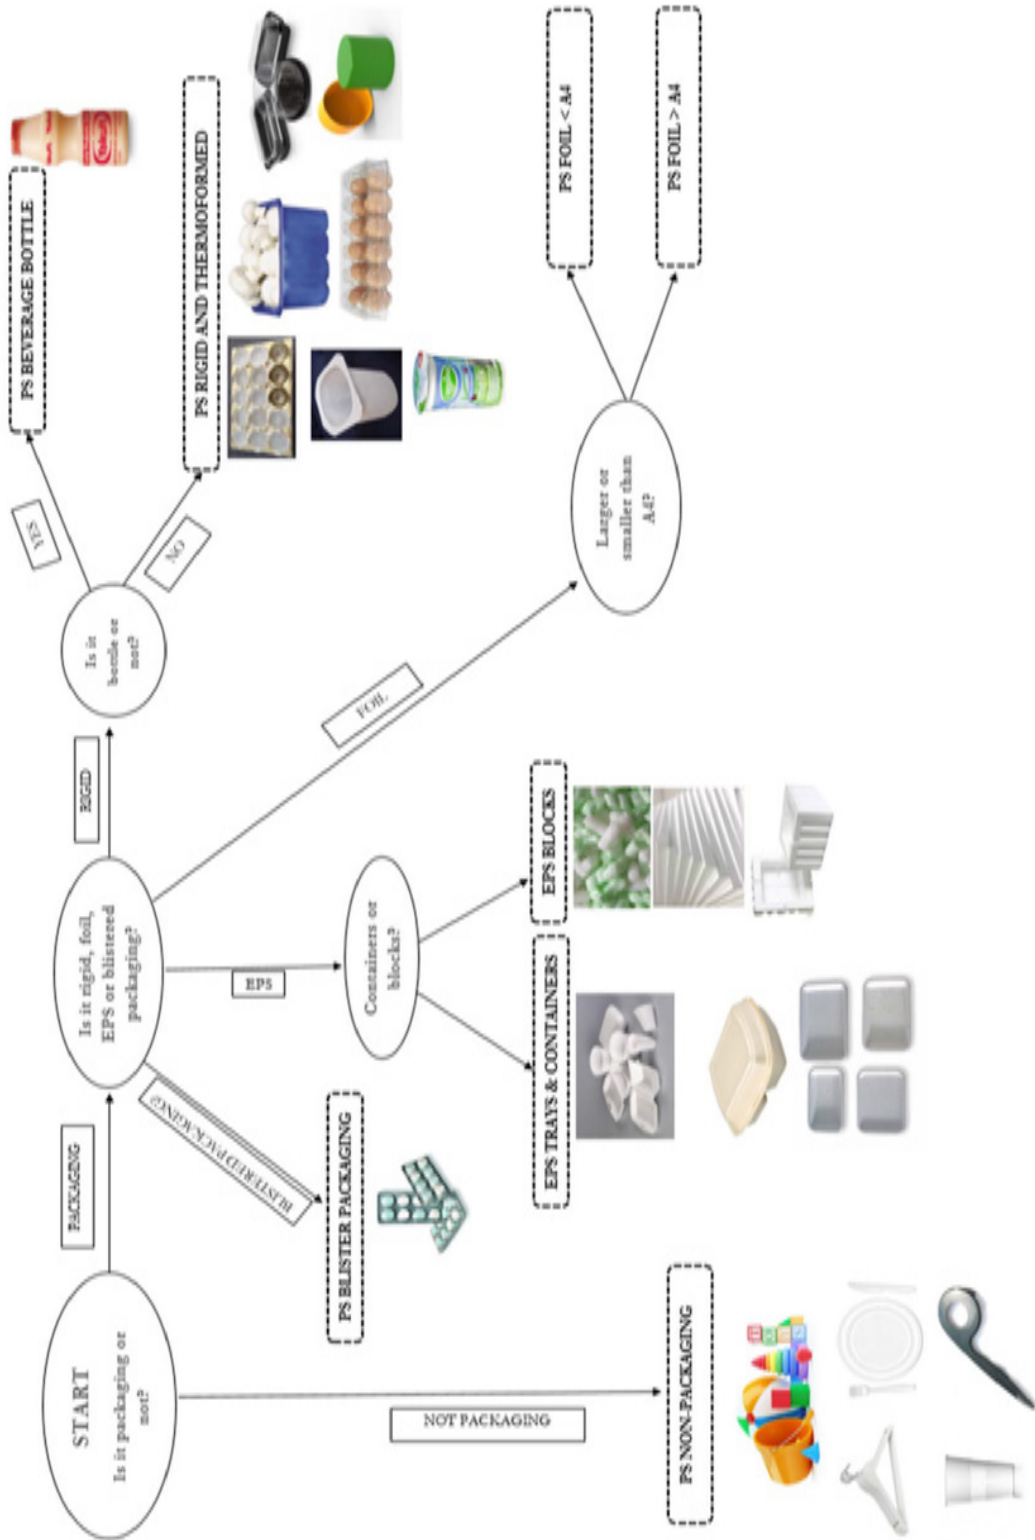 START
Is it packaging or
not?
PACKAGING
NOT PACKAGING
PS NON-PACKAGING
Is it rigid, foil,
EPS or blistered
packaging?
BLISTERED PACKAGING?
PS BLISTER PACKAGING
EPS
Containers or
blocks?
EPS TRAYS & CONTAINERS
EPS BLOCKS
RIGID
Is it
bottle or
not?
YES
PS BEVERAGE BOTTLE
Yakult
NO
PS RIGID AND THERMOFORMED
FOIL
Larger or
smaller than
A4?
PS FOIL < A4
PS FOIL > A4